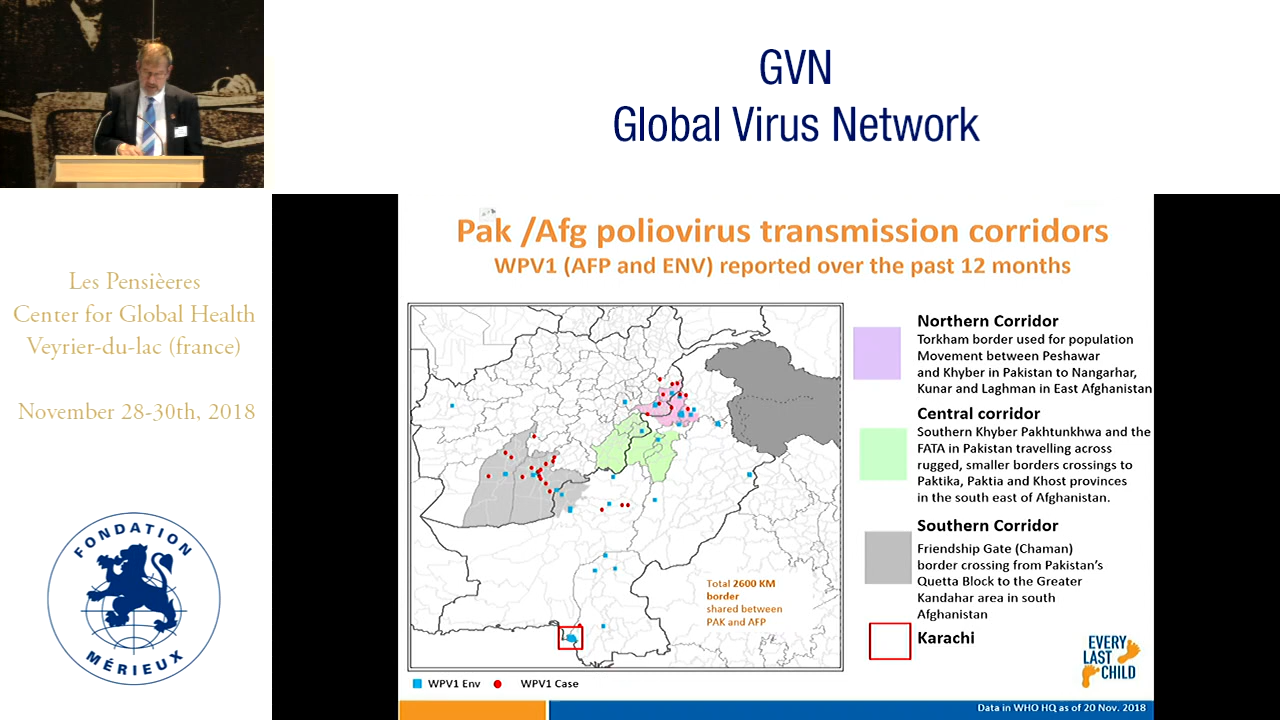 GVN
Global Virus Network
Les Pensièeres
Center for Global Health
Veyrier-du-lac (france)
November 28-30th, 2018
FONDATION
MÉRIEUX
Pak /Afg poliovirus transmission corridors
WPV1 (AFP and ENV) reported over the past 12 months
Total 2600 KM
border
shared between
PAK and AFP
WPV1 Env
WPV1 Case
Northern Corridor
Torkham border used for population
Movement between Peshawar
and Khyber in Pakistan to Nangarhar,
Kunar and Laghman in East Afghanistan
Central corridor
Southern Khyber Pakhtunkhwa and the
FATA in Pakistan travelling across
rugged, smaller borders crossings to
Paktika, Paktia and Khost provinces
in the south east of Afghanistan.
Southern Corridor
Friendship Gate (Chaman)
border crossing from Pakistan's
Quetta Block to the Greater
Kandahar area in south
Afghanistan
Karachi
EVERY
LAST
CHILD
Data in WHO HQ as of 20 Nov. 2018